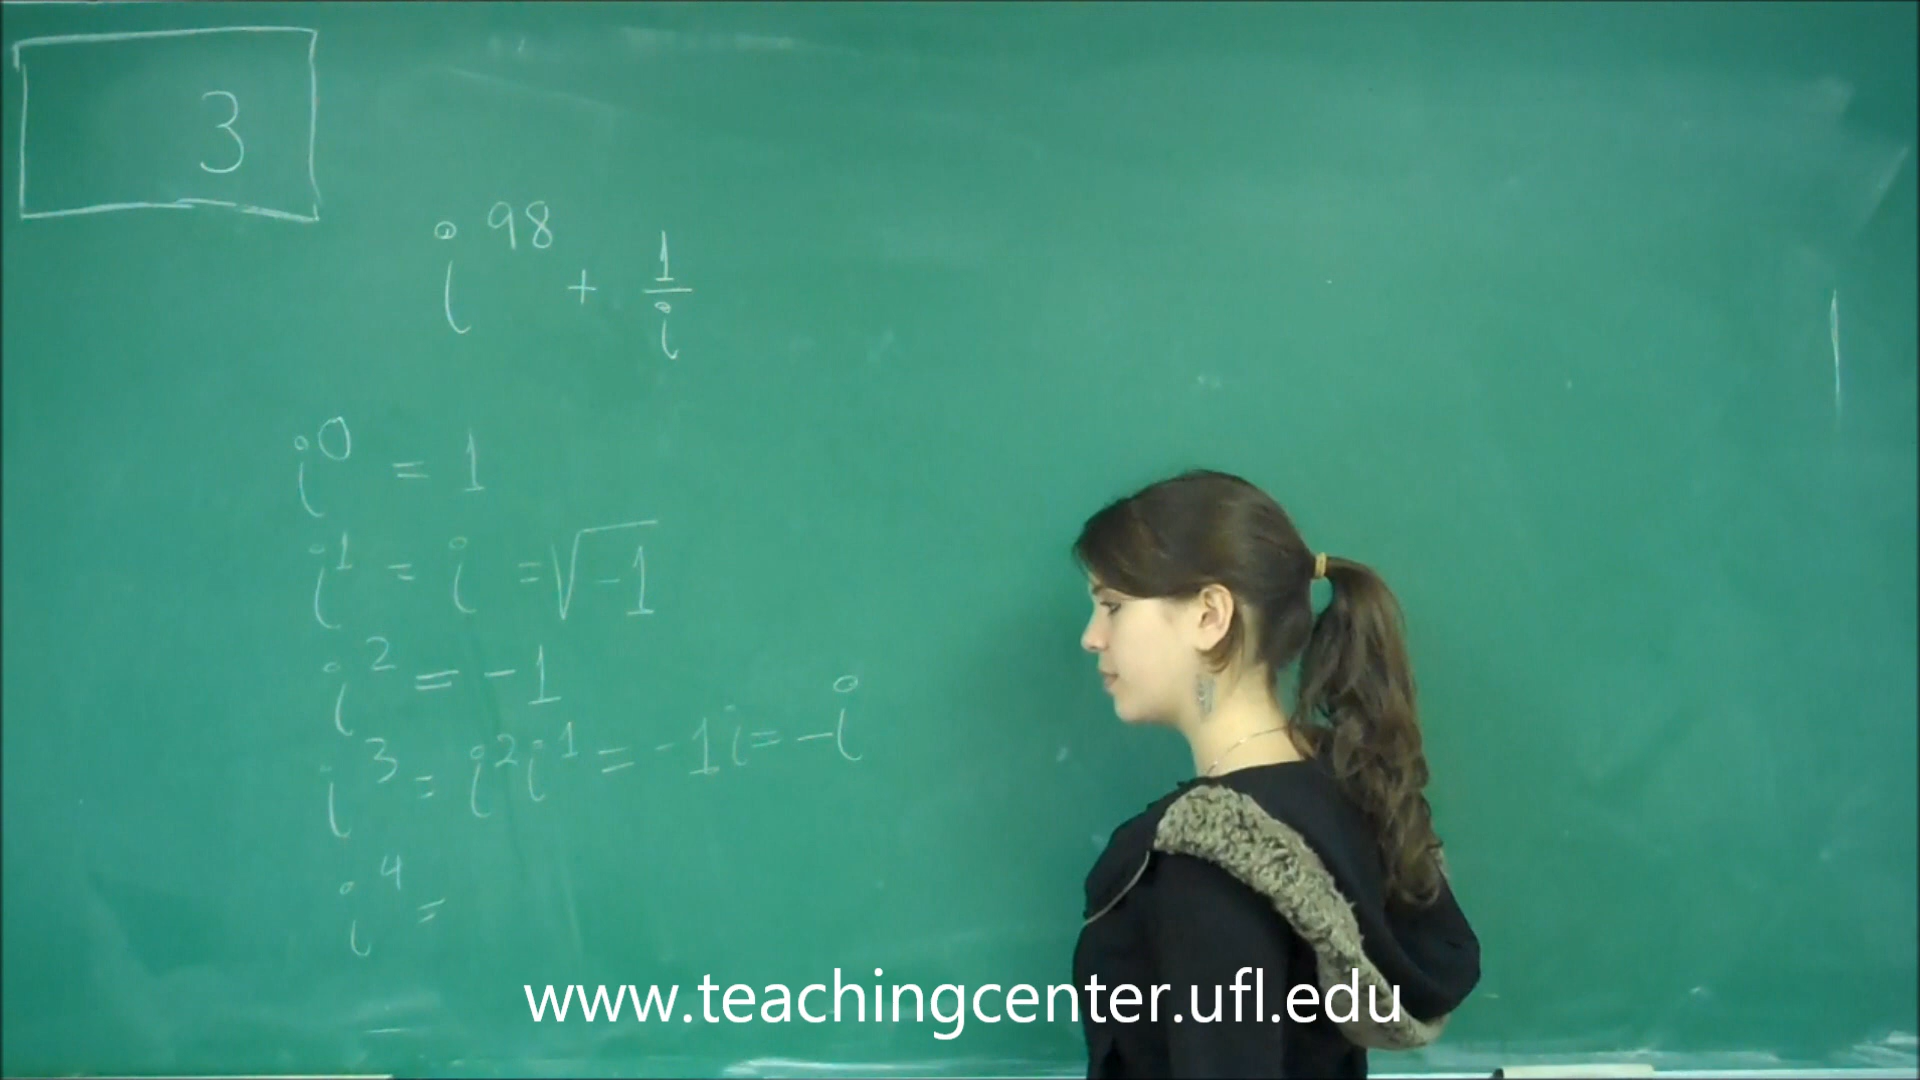 3
i^98 + 1/i
i^0 = 1
i^1 = i = √-1
i^2 = -1
i^3 = i^2 i^1 = -1i = -i
i^4 =
www.teachingcenter.ufl.edu